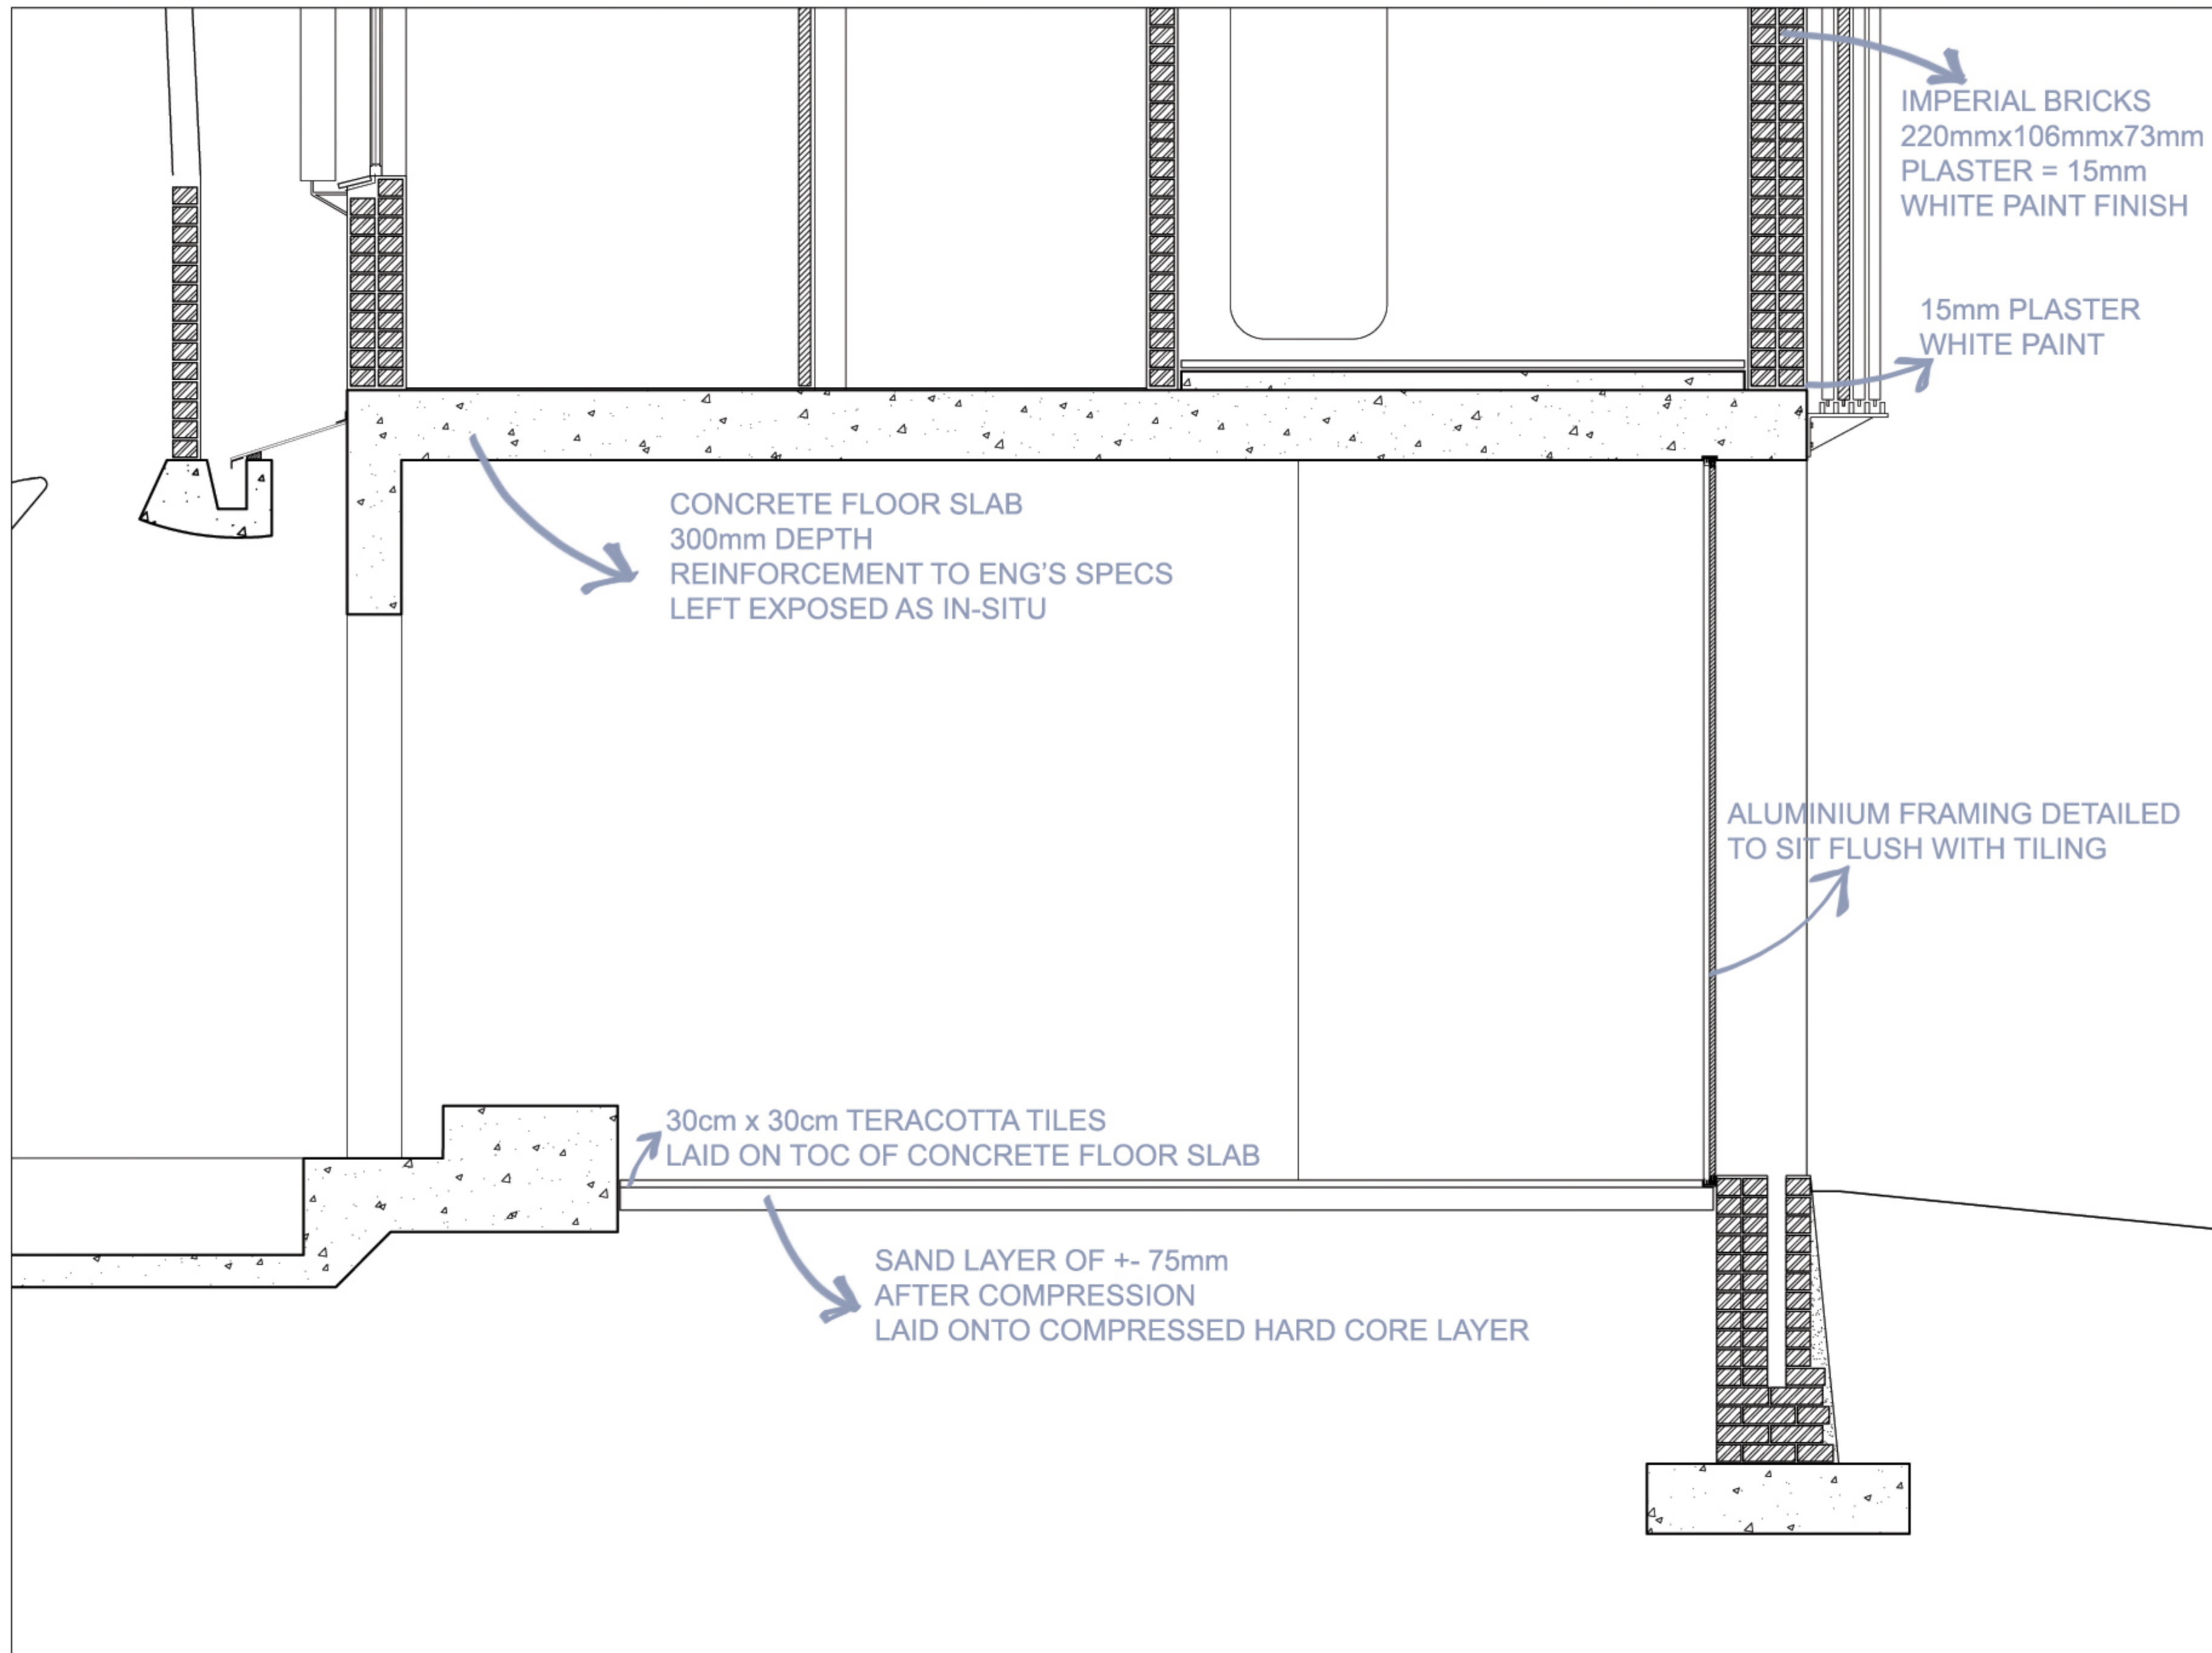 IMPERIAL BRICKS
220mmx106mmx73mm
PLASTER = 15mm
WHITE PAINT FINISH
15mm PLASTER
WHITE PAINT
CONCRETE FLOOR SLAB
300mm DEPTH
REINFORCEMENT TO ENG'S SPECS
LEFT EXPOSED AS IN-SITU
ALUMINIUM FRAMING DETAILED
TO SIT FLUSH WITH TILING
30cm x 30cm TERACOTTA TILES
LAID ON TOC OF CONCRETE FLOOR SLAB
SAND LAYER OF +- 75mm
AFTER COMPRESSION
LAID ONTO COMPRESSED HARD CORE LAYER